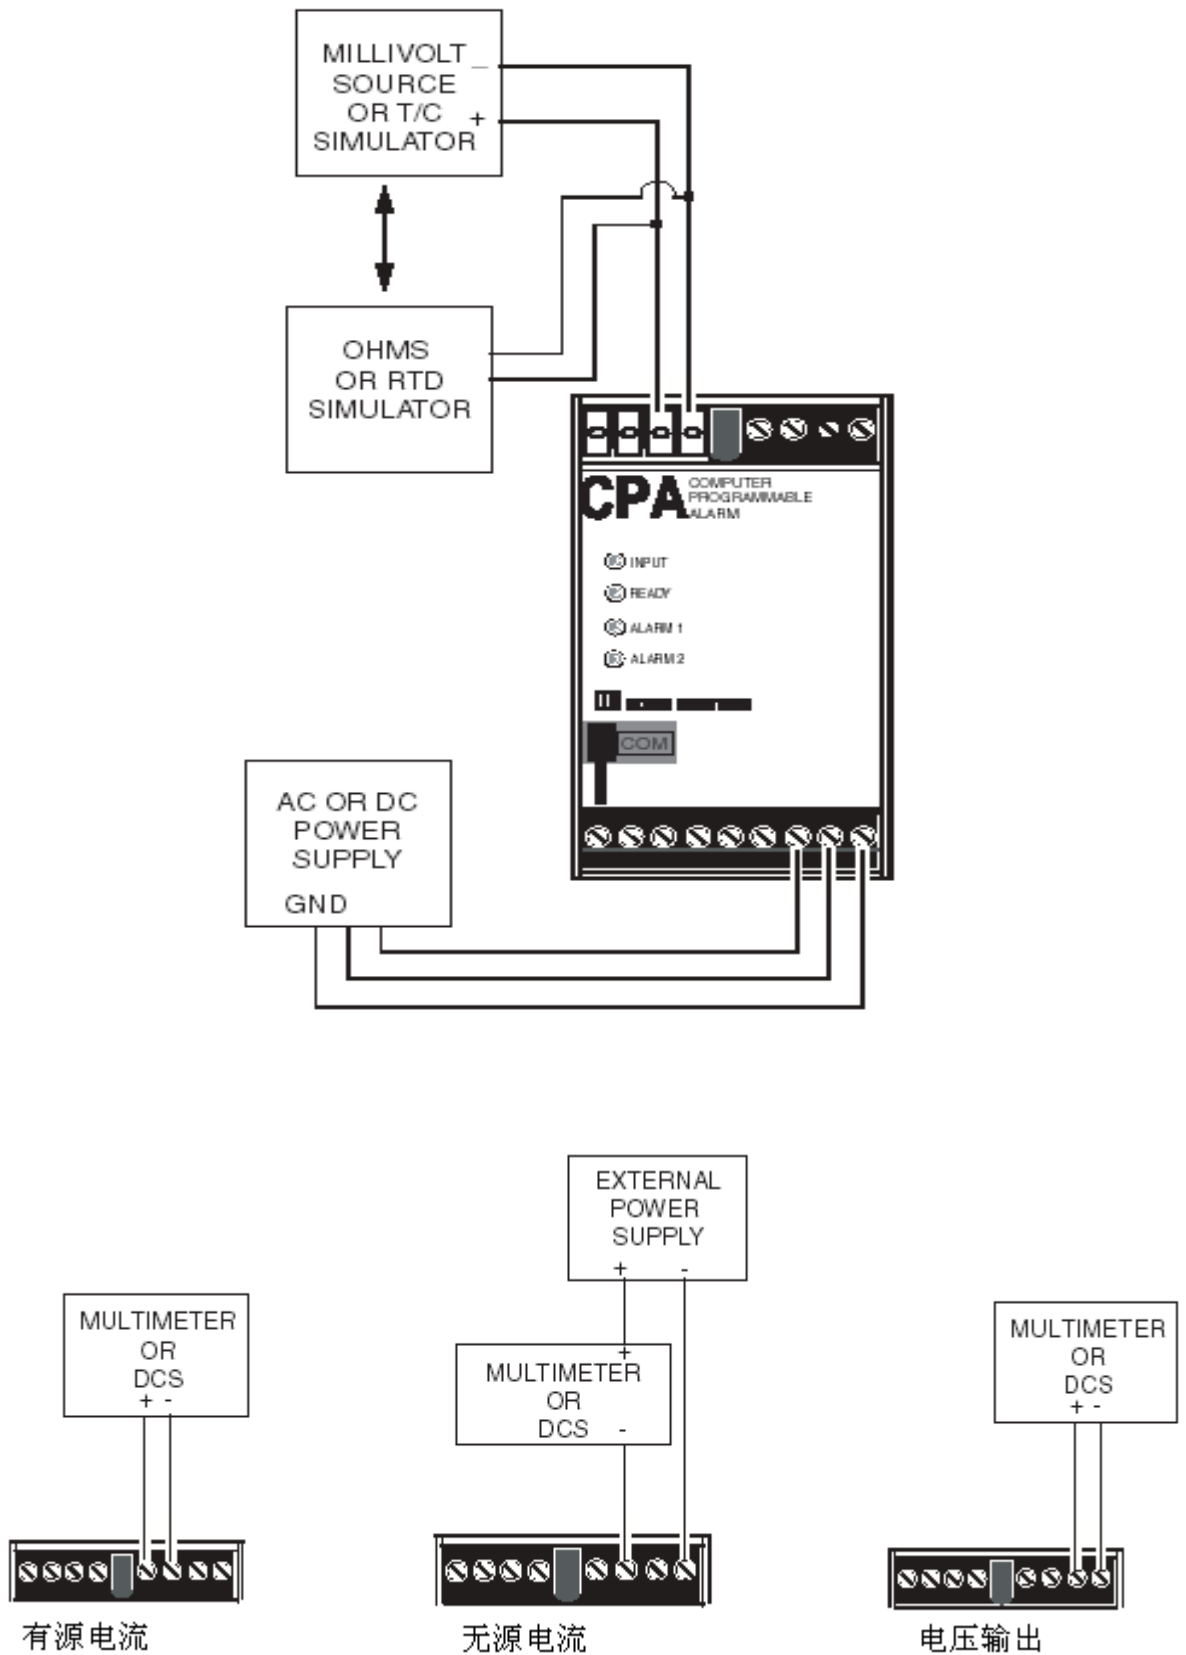 MILLIVOLT
SOURCE
OR T/C
SIMULATOR
–
+
OHMS
OR RTD
SIMULATOR
CPA
COMPUTER
PROGRAMMABLE
ALARM
INPUT
READY
ALARM 1
ALARM 2
COM
AC OR DC
POWER
SUPPLY
GND
EXTERNAL
POWER
SUPPLY
+ -
MULTIMETER
OR
DCS
+ -
+
MULTIMETER
OR
DCS -
MULTIMETER
OR
DCS
+ -
有源电流
无源电流
电压输出